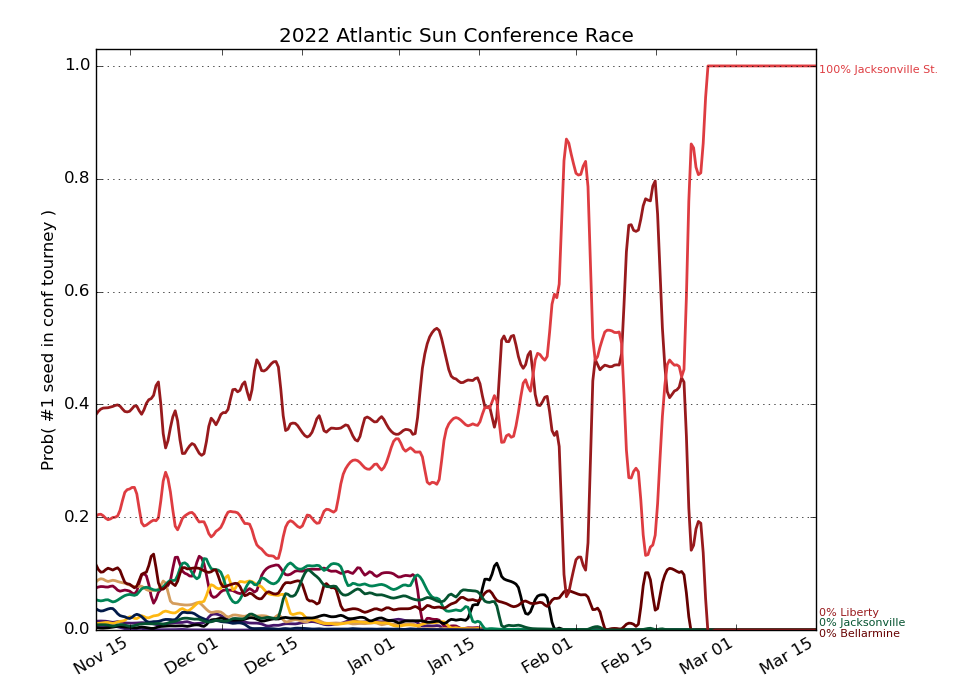 2022 Atlantic Sun Conference Race
Prob( #1 seed in conf tourney )
1.0
0.8
0.6
0.4
0.2
0.0
Nov 15
Dec 01
Dec 15
Jan 01
Jan 15
Feb 01
Feb 15
Mar 01
Mar 15
100% Jacksonville St.
0% Liberty
0% Jacksonville
0% Bellarmine